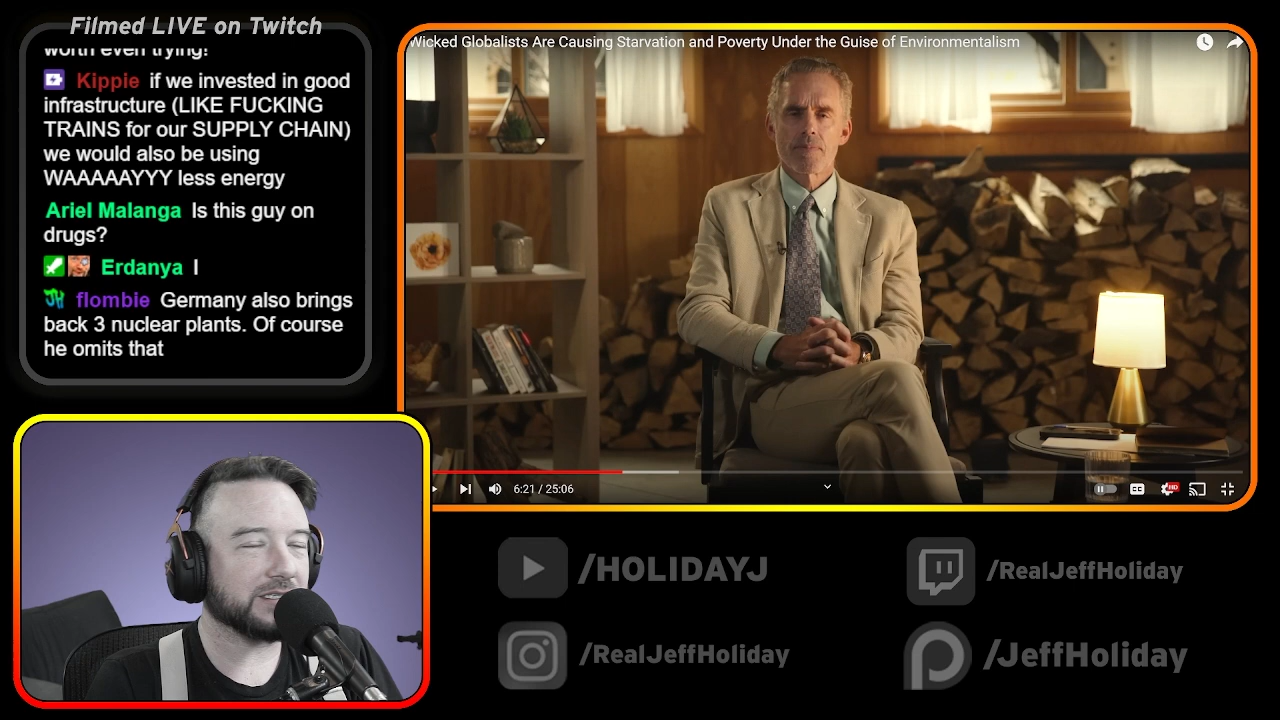 Filmed LIVE on Twitch
worth even trying!
Kippie if we invested in good
infrastructure (LIKE FUCKING
TRAINS for our SUPPLY CHAIN)
we would also be using
WAAAAAYYY less energy
Ariel Malanga Is this guy on
drugs?
Erdanya I
flombie Germany also brings
back 3 nuclear plants. Of course
he omits that
Wicked Globalists Are Causing Starvation and Poverty Under the Guise of Environmentalism
6:21 / 25:06
CC
HD
/HOLIDAYJ
/RealJeffHoliday
/RealJeffHoliday
/JeffHoliday